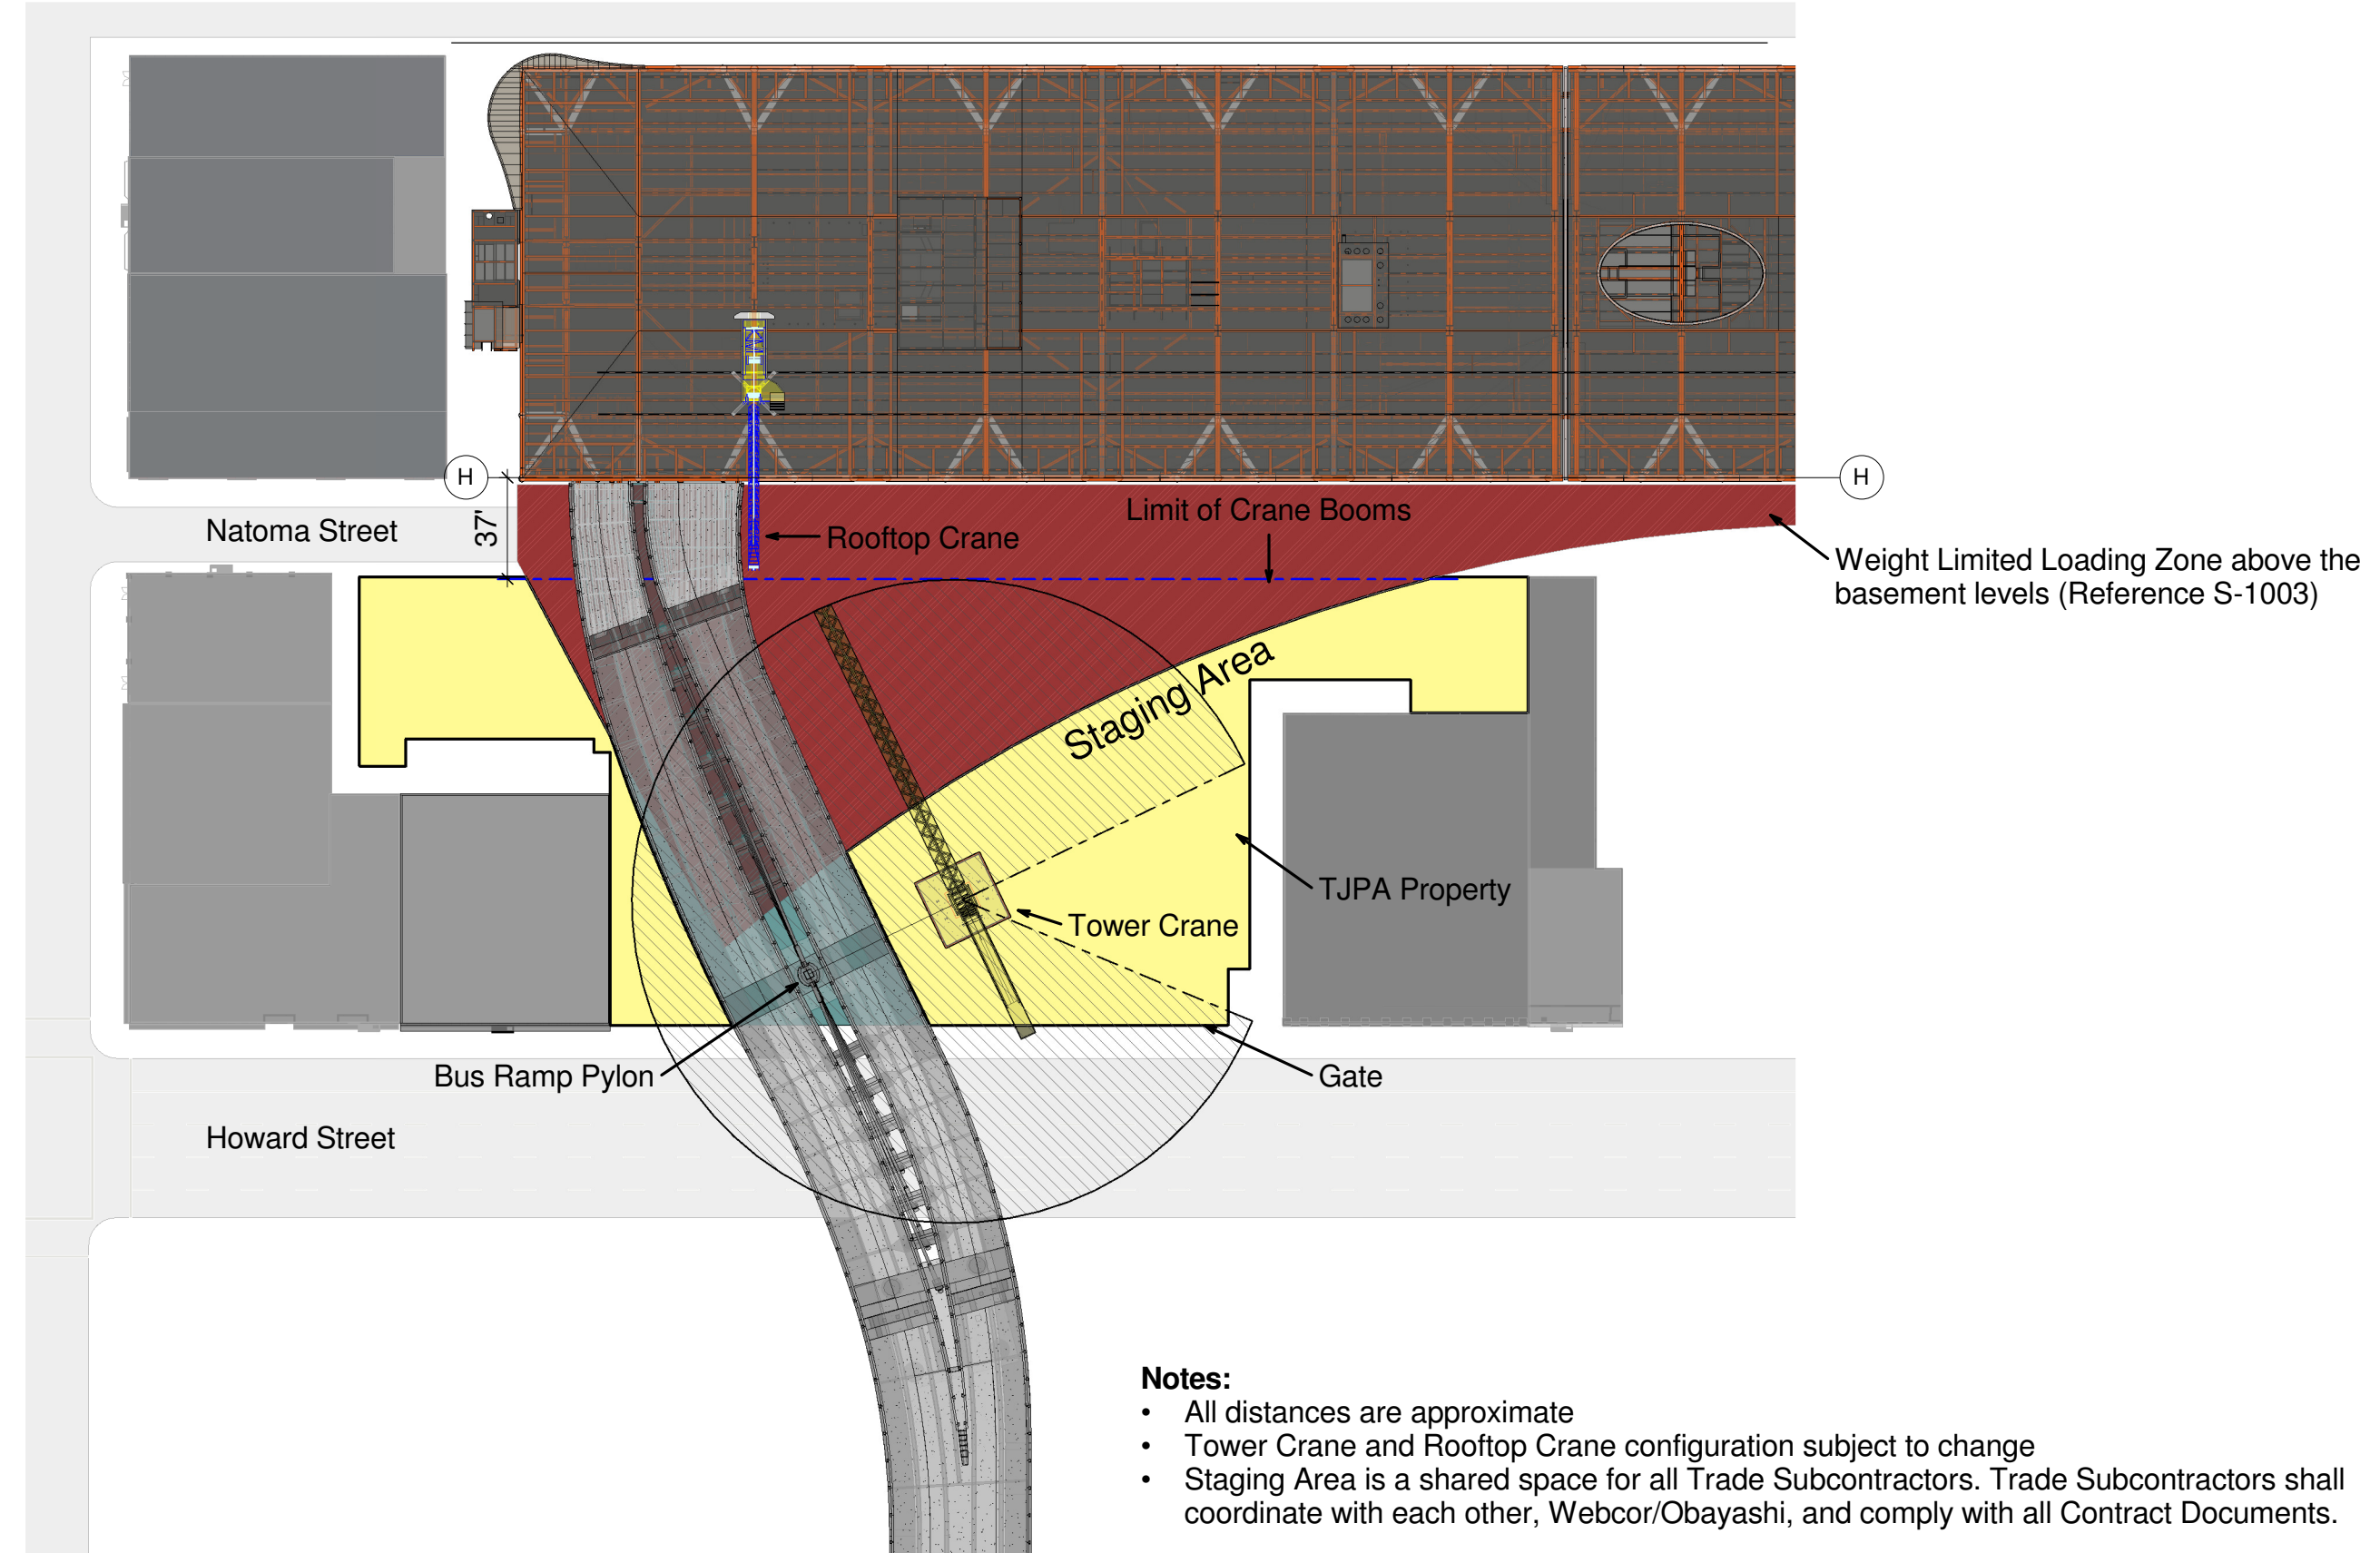 H
H
37'
Natoma Street
Limit of Crane Booms
Rooftop Crane
Weight Limited Loading Zone above the
basement levels (Reference S-1003)
Staging Area
TJPA Property
Tower Crane
Bus Ramp Pylon
Gate
Howard Street
Notes:
• All distances are approximate
• Tower Crane and Rooftop Crane configuration subject to change
• Staging Area is a shared space for all Trade Subcontractors. Trade Subcontractors shall
coordinate with each other, Webcor/Obayashi, and comply with all Contract Documents.